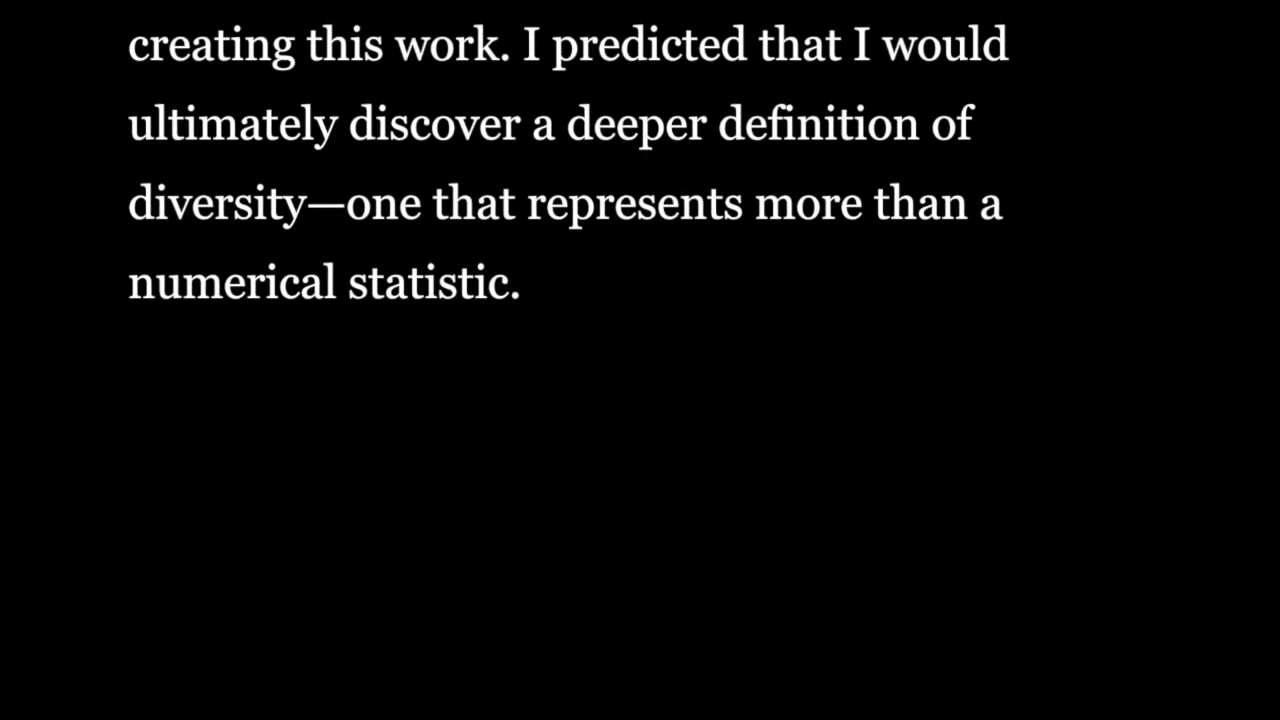 creating this work. I predicted that I would
ultimately discover a deeper definition of
diversity—one that represents more than a
numerical statistic.